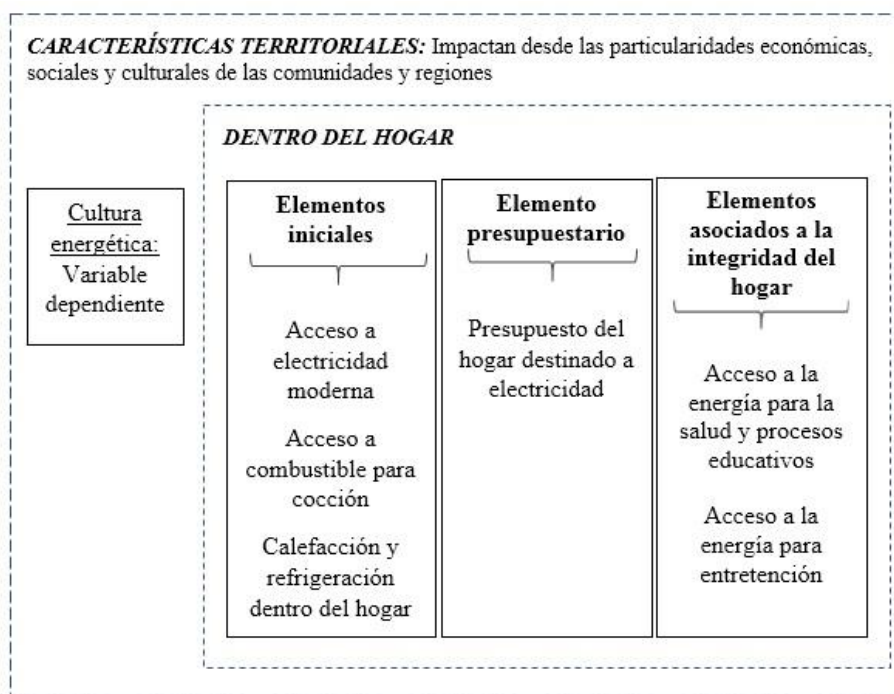 CARACTERÍSTICAS TERRITORIALES: Impactan desde las particularidades económicas,
sociales y culturales de las comunidades y regiones
DENTRO DEL HOGAR
Cultura
energética:
Variable
dependiente
Elementos
iniciales
Acceso a
electricidad
moderna
Acceso a
combustible para
cocción
Calefacción y
refrigeración
dentro del hogar
Elemento
presupuestario
Presupuesto del
hogar destinado a
electricidad
Elementos
asociados a la
integridad del
hogar
Acceso a la
energía para la
salud y procesos
educativos
Acceso a la
energía para
entretención